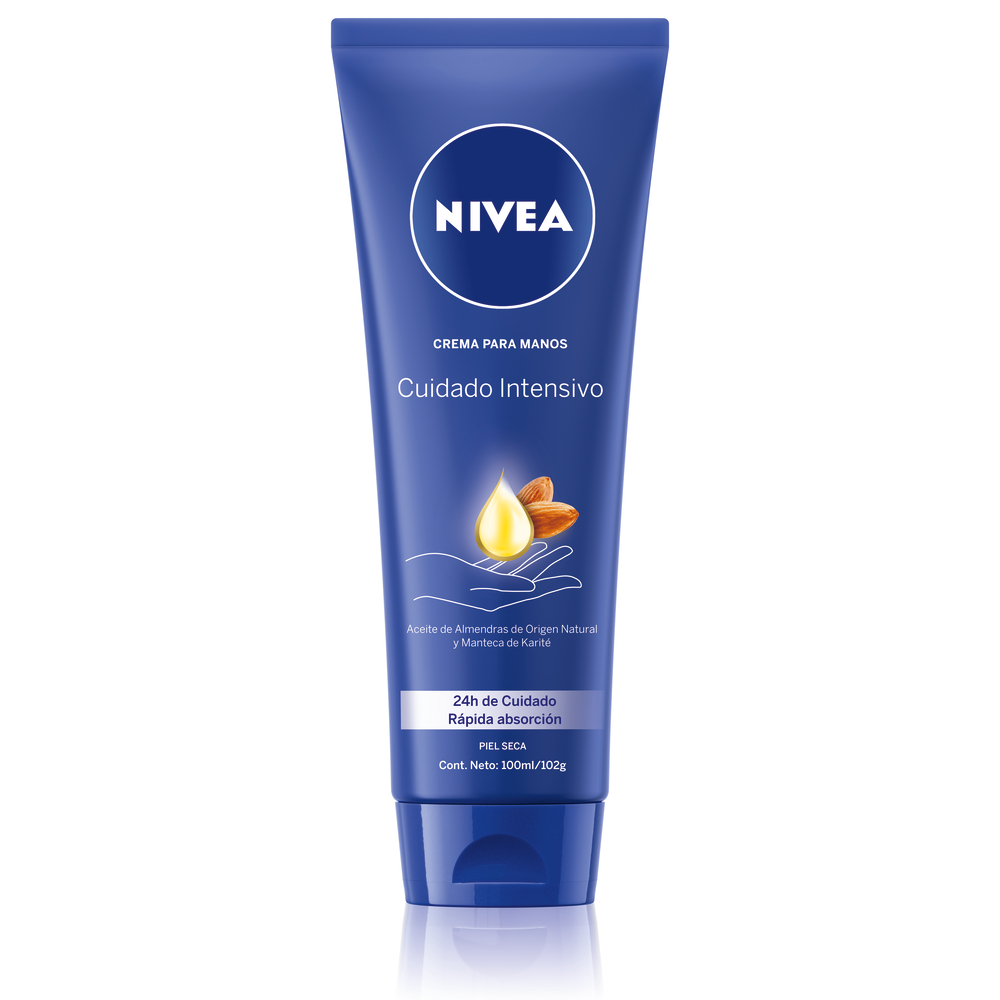 NIVEA
CREMA PARA MANOS
Cuidado Intensivo
Aceite de Almendras de Origen Natural
y Manteca de Karité
24h de Cuidado
Rápida absorción
PIEL SECA
Cont. Neto: 100ml/102g